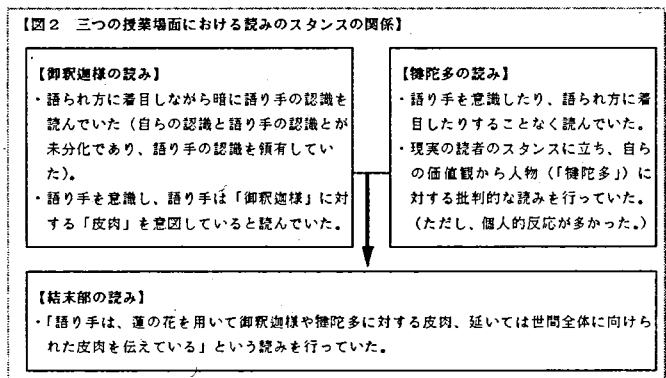 【図2 三つの授業場面における読みのスタンスの関係】
【御釈迦様の読み】
・語られ方に着目しながら暗に語り手の認識を
読んでいた（自らの認識と語り手の認識とが
未分化であり、語り手の認識を領有してい
た）。
・語り手を意識し、語り手は「御釈迦様」に対
する「皮肉」を意図していると読んでいた。
【犍陀多の読み】
・語り手を意識したり、語られ方に着
目したりすることなく読んでいた。
・現実の読者のスタンスに立ち、自ら
の価値観から人物（「犍陀多」）に
対する批判的な読みを行っていた。
（ただし、個人的反応が多かった。）
【結末部の読み】
・「語り手は、蓮の花を用いて御釈迦様や犍陀多に対する皮肉、延いては世間全体に向けら
れた皮肉を伝えている」という読みを行っていた。